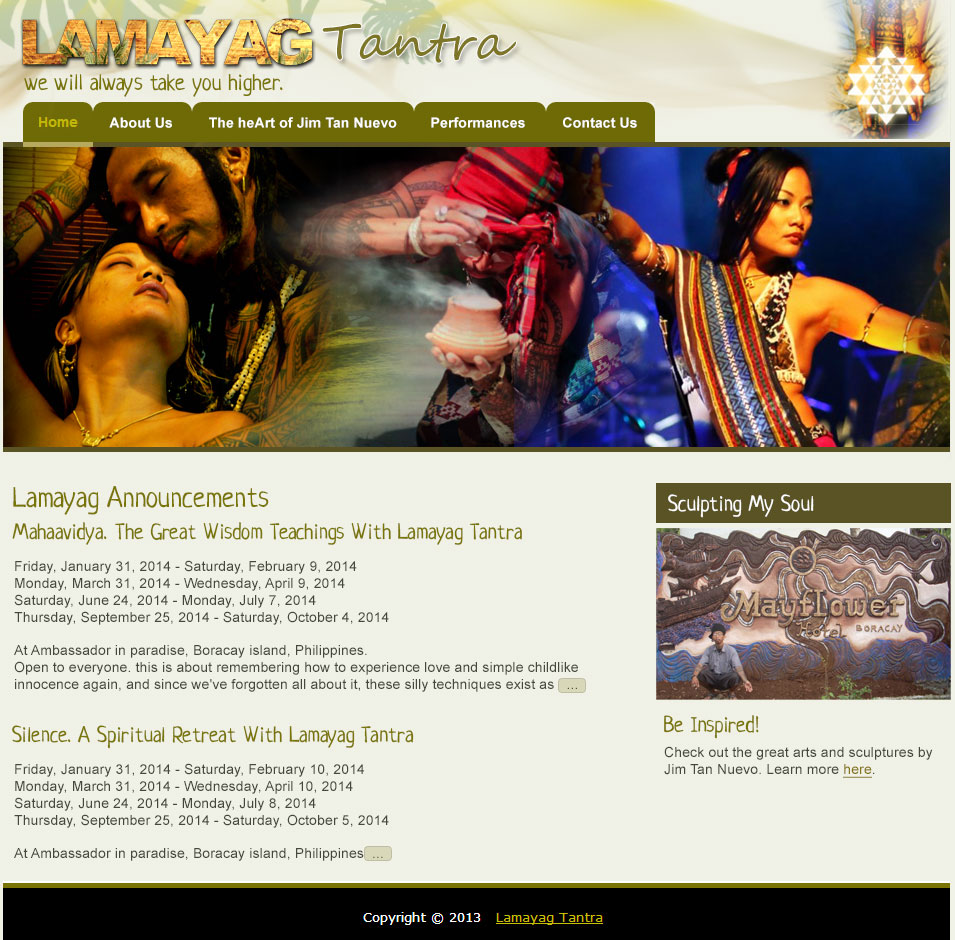 LAMAYAG Tantra
we will always take you higher.
Home About Us The heArt of Jim Tan Nuevo Performances Contact Us
Lamayag Announcements
Mahaavidya. The Great Wisdom Teachings With Lamayag Tantra
Friday, January 31, 2014 - Saturday, February 9, 2014
Monday, March 31, 2014 - Wednesday, April 9, 2014
Saturday, June 24, 2014 - Monday, July 7, 2014
Thursday, September 25, 2014 - Saturday, October 4, 2014
At Ambassador in paradise, Boracay island, Philippines.
Open to everyone. this is about remembering how to experience love and simple childlike
innocence again, and since we've forgotten all about it, these silly techniques exist as ...
Silence. A Spiritual Retreat With Lamayag Tantra
Friday, January 31, 2014 - Saturday, February 10, 2014
Monday, March 31, 2014 - Wednesday, April 10, 2014
Saturday, June 24, 2014 - Monday, July 8, 2014
Thursday, September 25, 2014 - Saturday, October 5, 2014
At Ambassador in paradise, Boracay island, Philippines ...
Sculpting My Soul
Mayflower
Hotel BORACAY
Be Inspired!
Check out the great arts and sculptures by
Jim Tan Nuevo. Learn more here.
Copyright © 2013 Lamayag Tantra